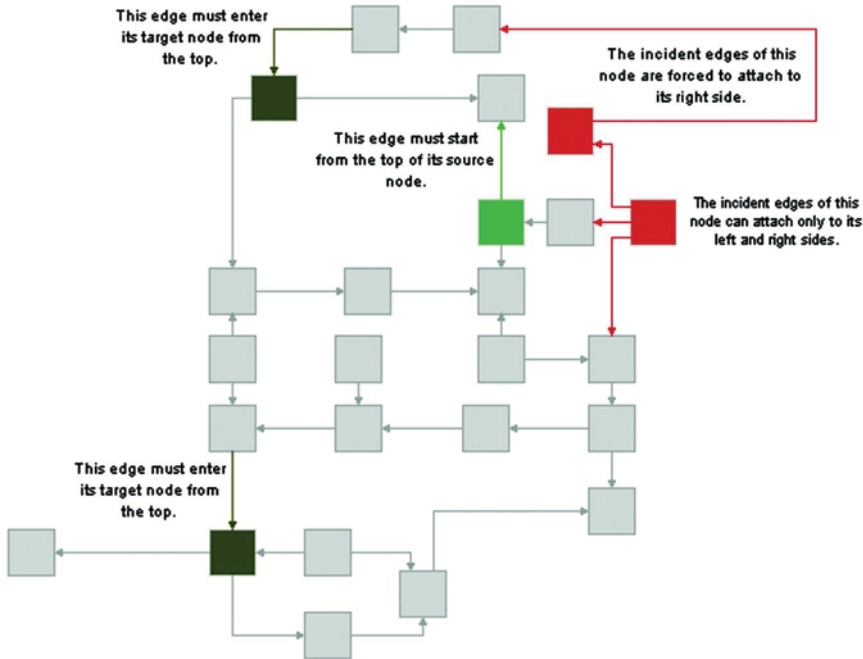 This edge must enter
its target node from
the top.
The incident edges of this
node are forced to attach to
its right side.
This edge must start
from the top of its source
node.
The incident edges of this
node can attach only to its
left and right sides.
This edge must enter
its target node from
the top.